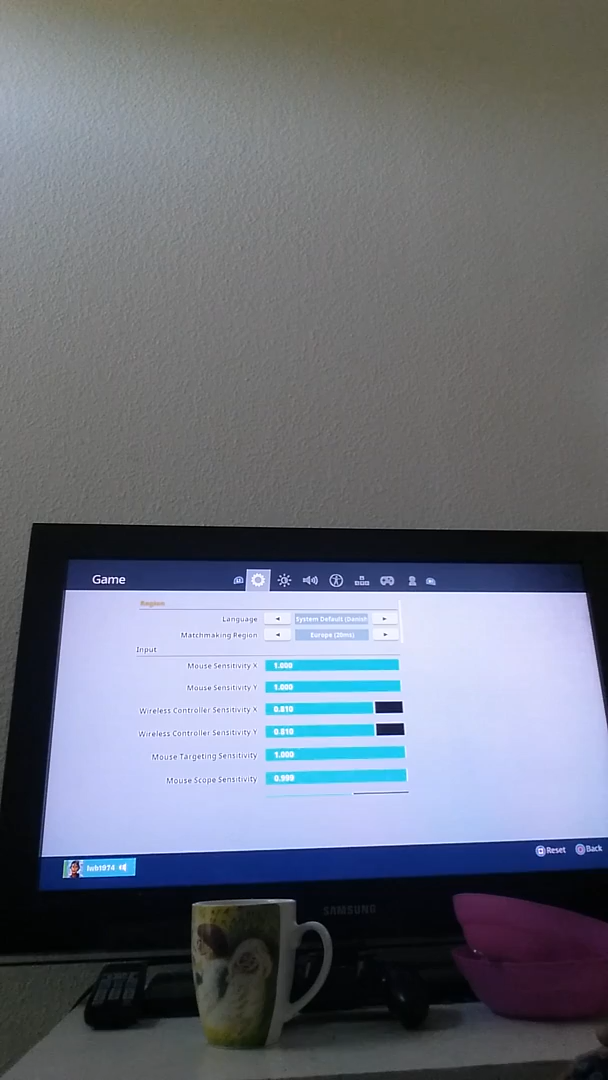 Game
Region
Language System Default (Danish
Matchmaking Region Europe (20ms)
Input
Mouse Sensitivity X 1.000
Mouse Sensitivity Y 1.000
Wireless Controller Sensitivity X 0.810
Wireless Controller Sensitivity Y 0.810
Mouse Targeting Sensitivity 1.000
Mouse Scope Sensitivity 0.999
Reset Back
SAMSUNG